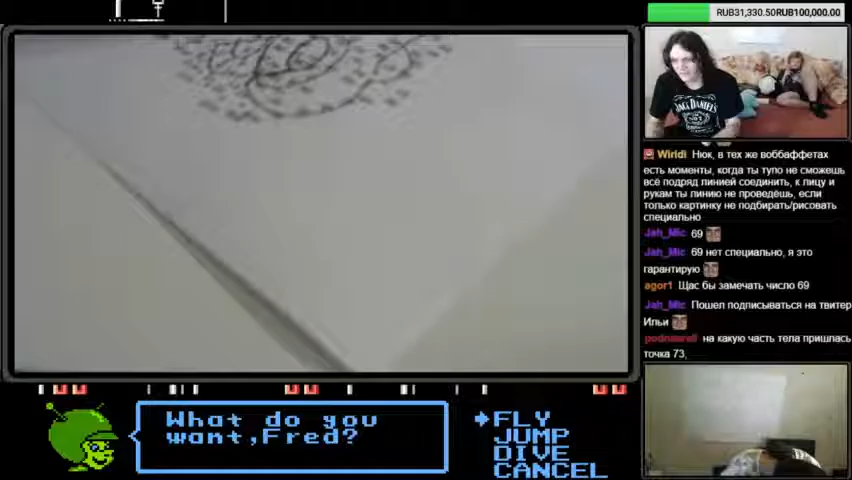 RUB31,330.50RUB100,000.00
JACK DANIEL'S
Wirldi Нюк, в тех же воббаффетах
есть моменты, когда ты тупо не сможешь
всё подряд линией соединить, к лицу и
рукам ты линию не проведёшь, если
только картинку не подбирать/рисовать
специально
Jah_Mic 69
Jah_Mic 69 нет специально, я это
гарантирую
agor1 Щас бы замечать число 69
Jah_Mic Пошел подписываться на твитер
Ильи
на какую часть тела пришлась
точка 73,
What do you
want,Fred?
FLY
JUMP
DIVE
CANCEL